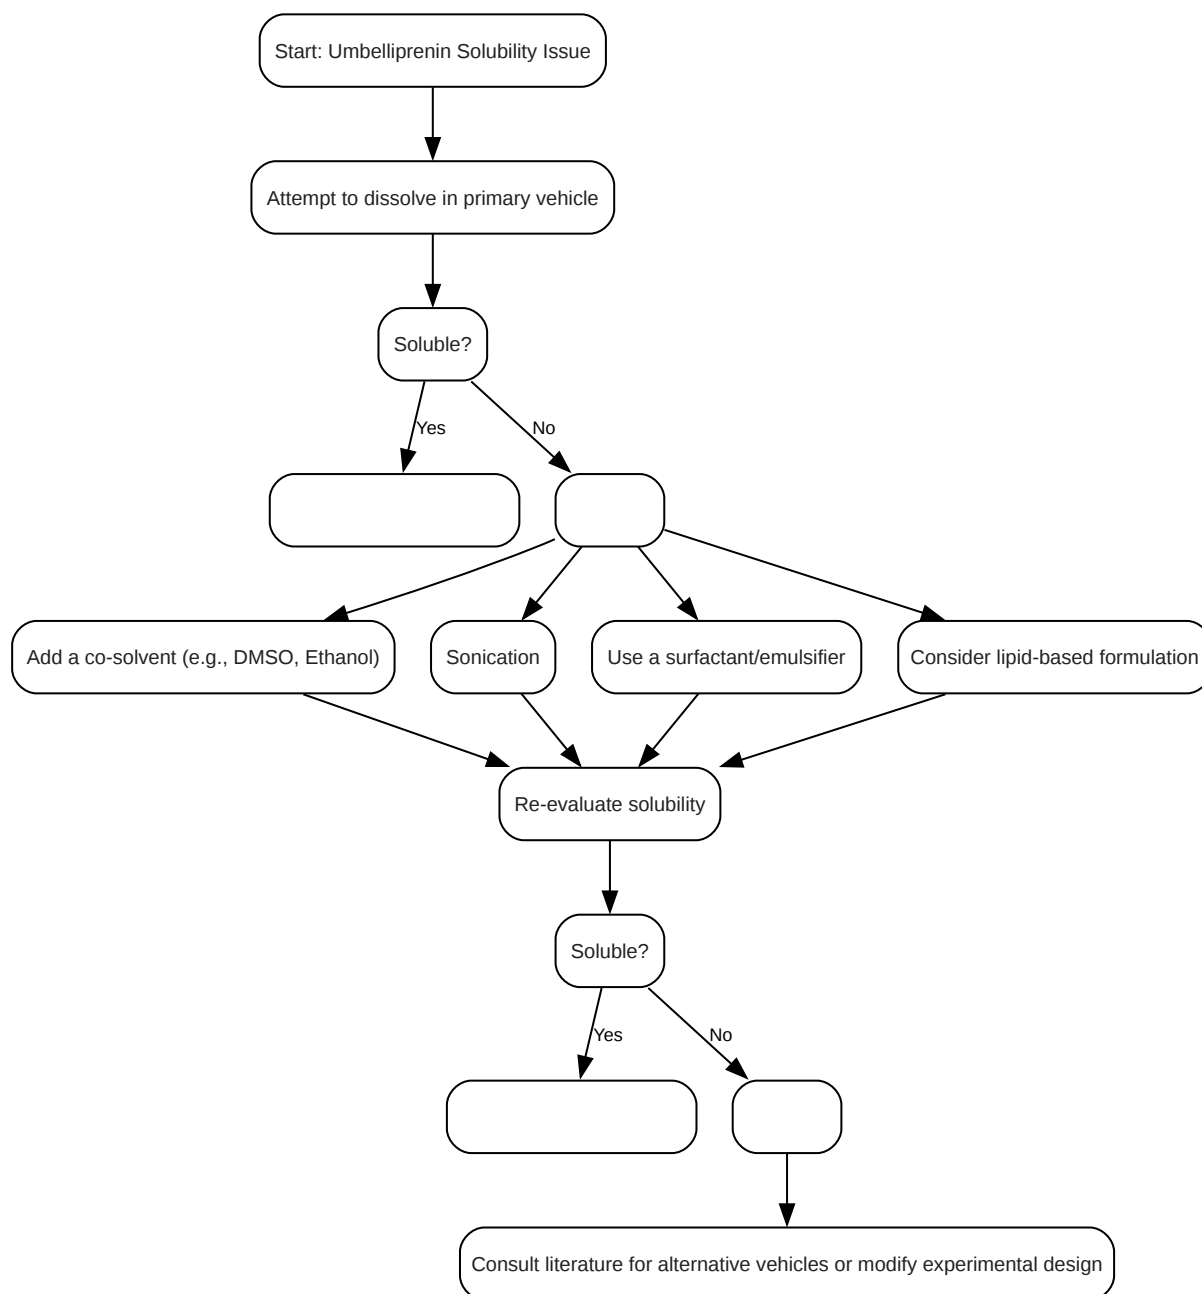 Start: Umbelliprenin Solubility Issue
Attempt to dissolve in primary vehicle
Soluble?
Yes
No
Add a co-solvent (e.g., DMSO, Ethanol)
Sonication
Use a surfactant/emulsifier
Consider lipid-based formulation
Re-evaluate solubility
Soluble?
Yes
No
Consult literature for alternative vehicles or modify experimental design